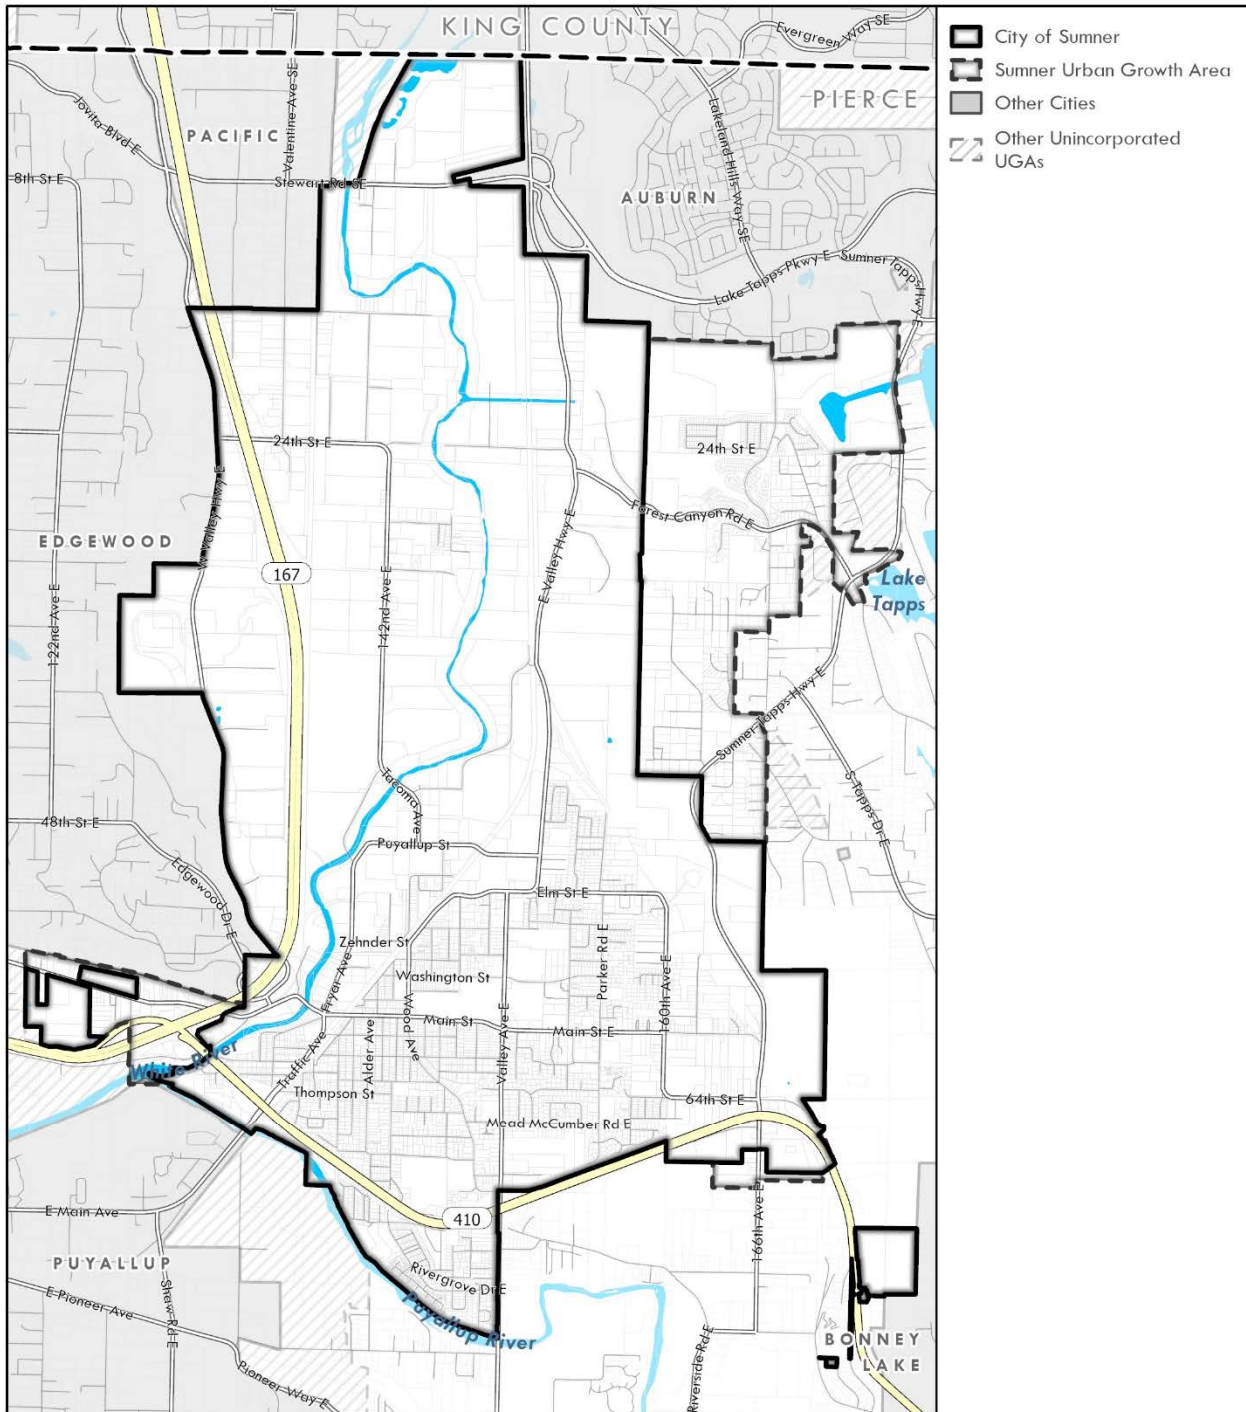 KING COUNTY
Evergreen Way SE
City of Sumner
Sumner Urban Growth Area
Other Cities
Other Unincorporated
UGAs
PIERCE
Jovita Blvd E
Valentine Ave SE
PACIFIC
Lakeland Hills Way SE
8th St E
Stewart Rd SE
AUBURN
Lake Tapps Pkwy E
Sumner Tapps Hwy E
24th St E
24th St E
W Valley Hwy E
Forest Canyon Rd E
EDGEWOOD
167
E Valley Hwy E
Lake
Tapps
122nd Ave E
142nd Ave E
Sumner Tapps Hwy E
S Tapps Dr E
Tacoma Ave
48th St E
Puyallup St
Edgewood Dr E
Elm St E
Zehnder St
Parker Rd E
Washington St
Fryar Ave
Wood Ave
160th Ave E
Main St
Main St E
Valley Ave E
Alder Ave
Traffic Ave
White River
Thompson St
64th St E
Mead McCumber Rd E
E Main Ave
410
166th Ave E
PUYALLUP
Shaw Rd E
Rivergrove Dr E
E Pioneer Ave
Puyallup River
Riverside Rd E
BONNEY
LAKE
Pioneer Way E